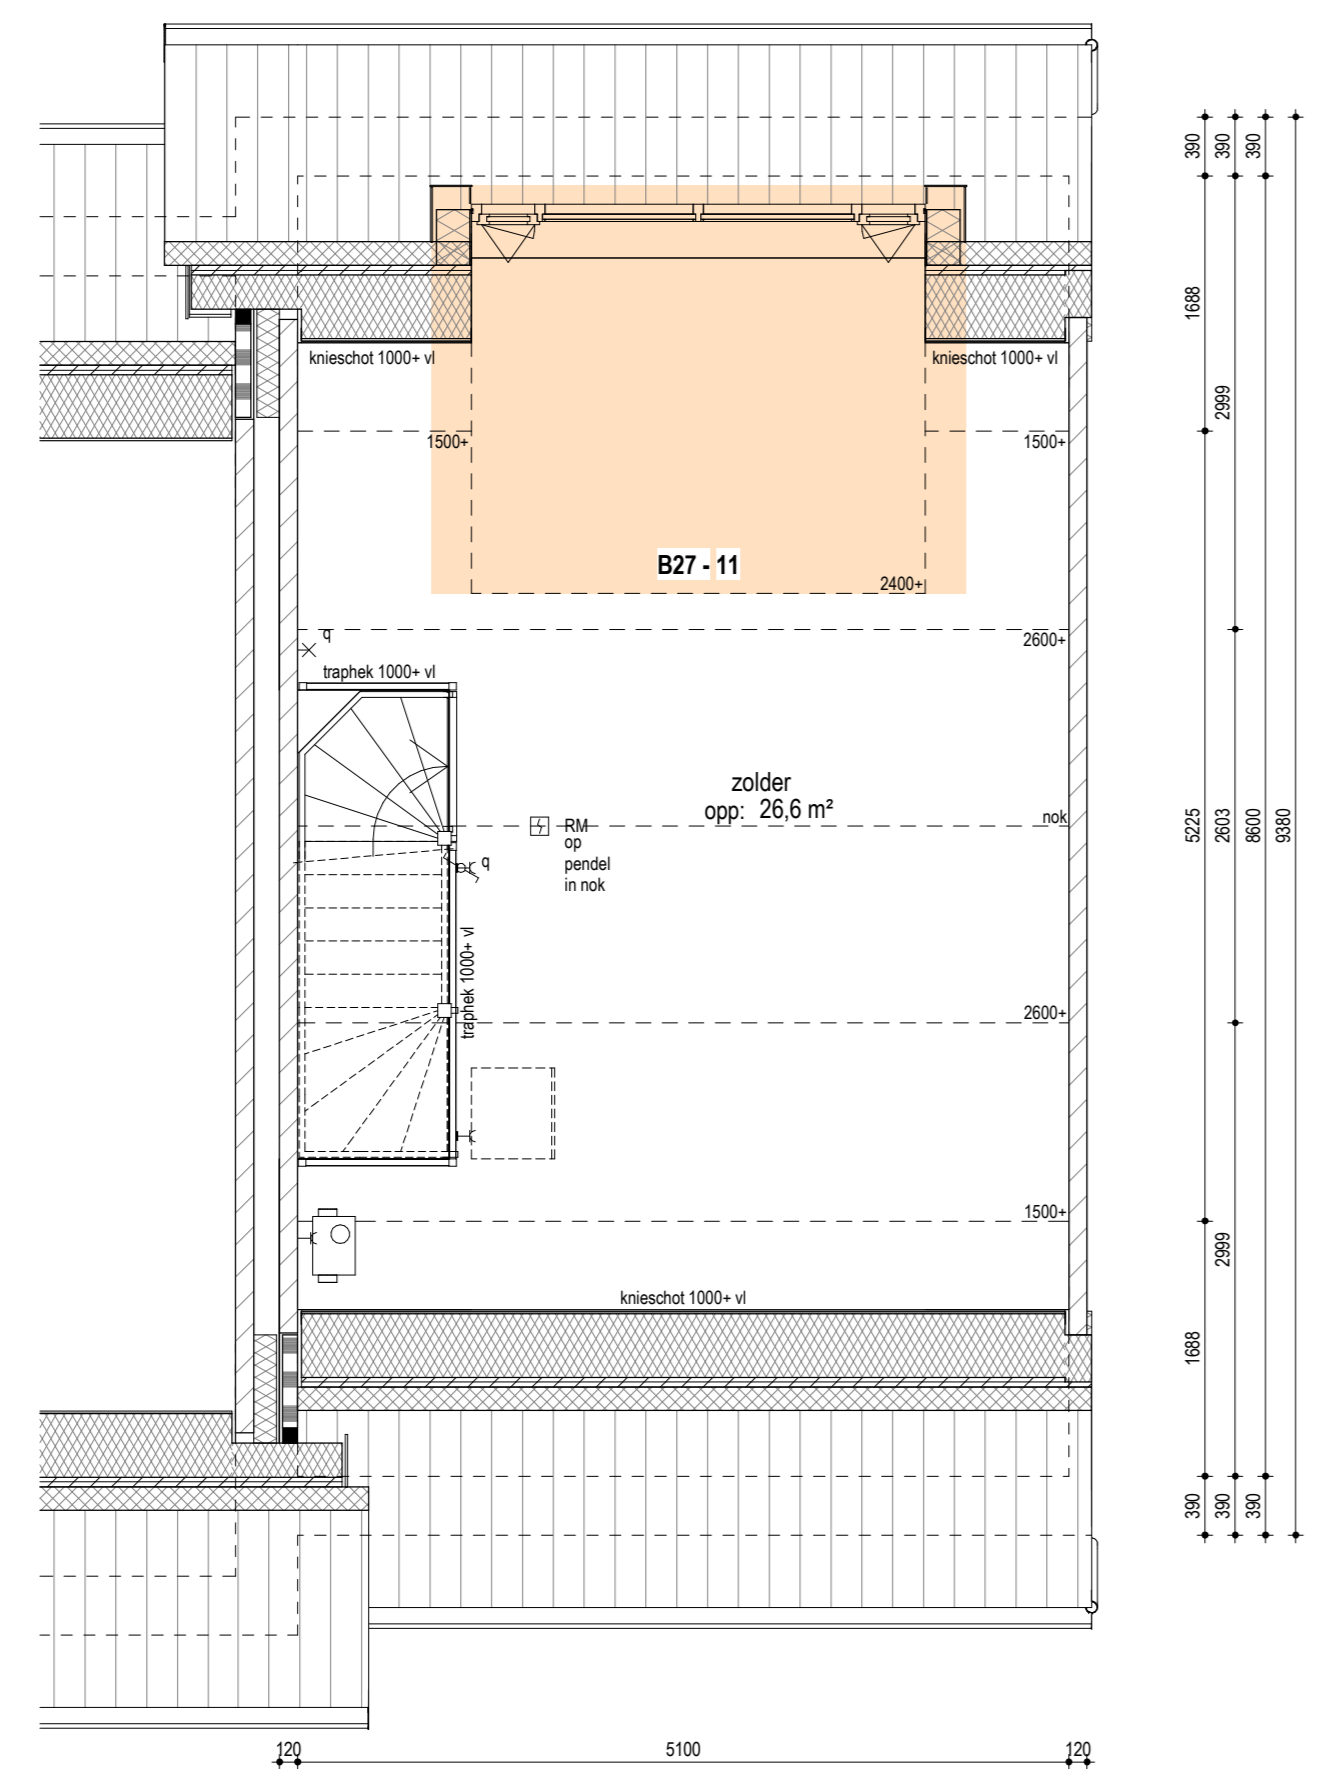 390
390
390
1688
2999
knieschot 1000+ vl
knieschot 1000+ vl
1500+
1500+
B27 - 11
2400+
2600+
q
traphek 1000+ vl
zolder
opp: 26,6 m²
nok
RM
op
pendel
in nok
q
traphek 1000+ vl
5225
2603
8600
9380
2600+
1500+
2999
knieschot 1000+ vl
1688
390
390
390
120
5100
120